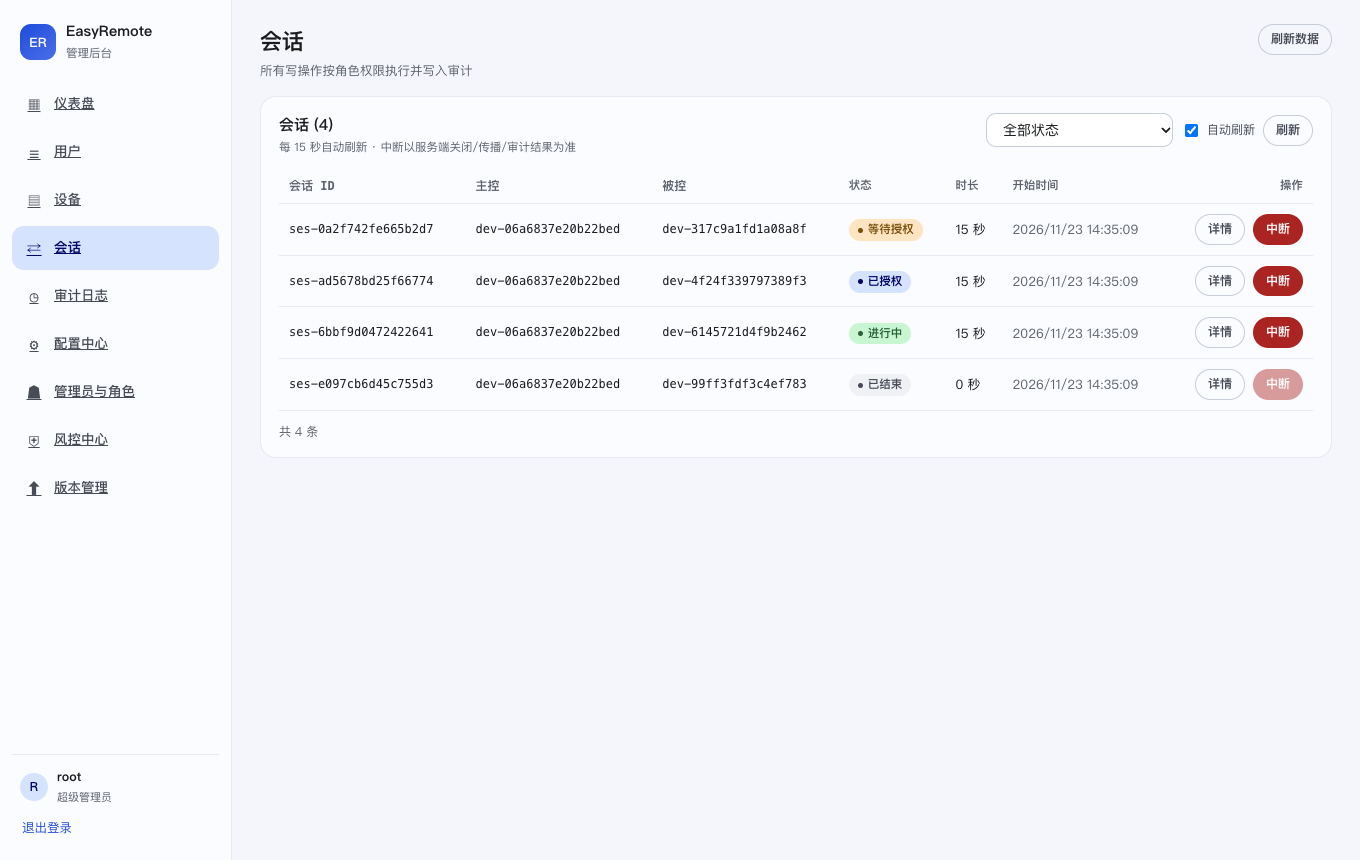 ER
EasyRemote
管理后台
仪表盘
用户
设备
会话
审计日志
配置中心
管理员与角色
风控中心
版本管理
R
root
超级管理员
退出登录
会话
所有写操作按角色权限执行并写入审计
刷新数据
会话 (4)
每 15 秒自动刷新 · 中断以服务端关闭/传播/审计结果为准
全部状态 自动刷新 刷新
会话 ID 主控 被控 状态 时长 开始时间 操作
ses-0a2f742fe665b2d7 dev-06a6837e20b22bed dev-317c9a1fd1a08a8f 等待授权 15 秒 2026/11/23 14:35:09 详情 中断
ses-ad5678bd25f66774 dev-06a6837e20b22bed dev-4f24f339797389f3 已授权 15 秒 2026/11/23 14:35:09 详情 中断
ses-6bbf9d0472422641 dev-06a6837e20b22bed dev-6145721d4f9b2462 进行中 15 秒 2026/11/23 14:35:09 详情 中断
ses-e097cb6d45c755d3 dev-06a6837e20b22bed dev-99ff3fdf3c4ef783 已结束 0 秒 2026/11/23 14:35:09 详情 中断
共 4 条